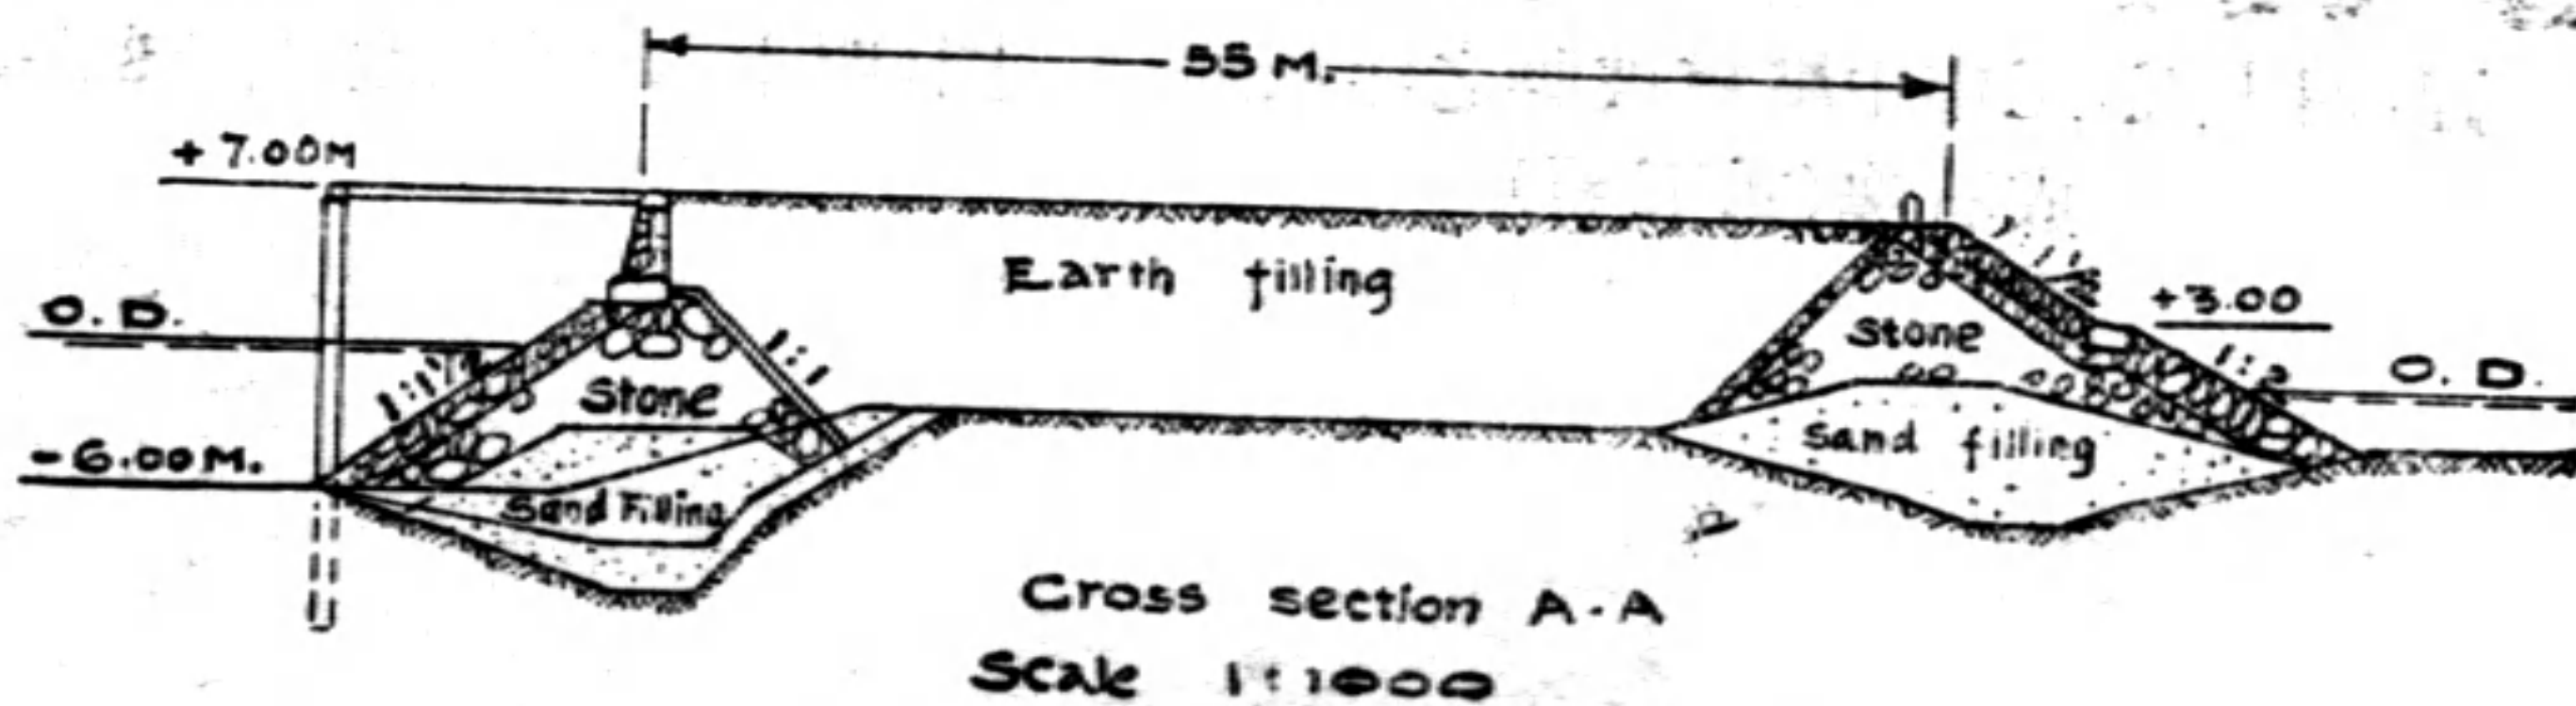 55 M.
+ 7.00M
O. D.
Earth filling
1:1½
+3.00
1:1
Stone
1:2
O. D.
1:1½
Stone
-6.00M.
Sand filling
Sand Filling
Cross section A-A
Scale 1:1000